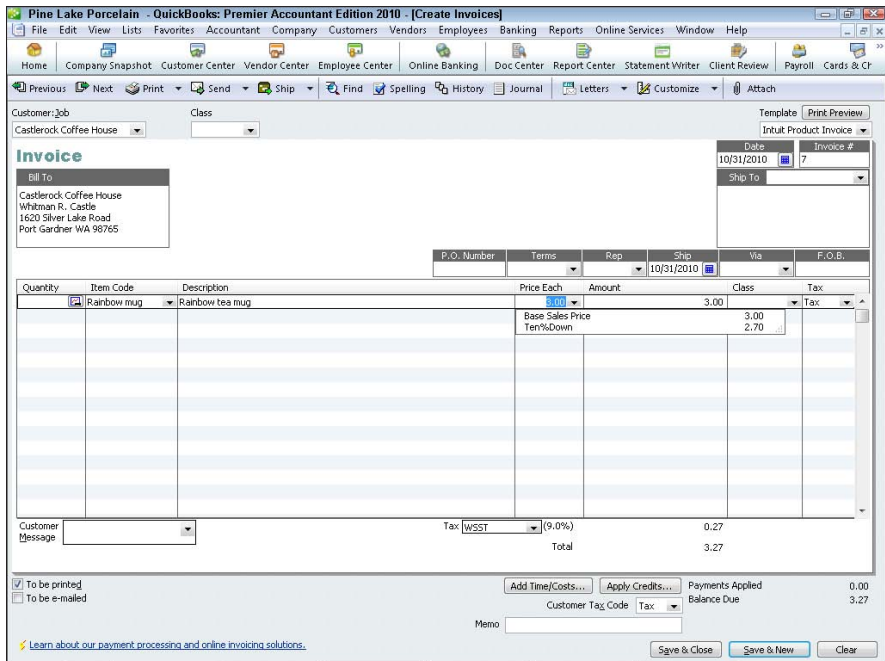 Pine Lake Porcelain - QuickBooks: Premier Accountant Edition 2010 - [Create Invoices]
File Edit View Lists Favorites Accountant Company Customers Vendors Employees Banking Reports Online Services Window Help
Home Company Snapshot Customer Center Vendor Center Employee Center Online Banking Doc Center Report Center Statement Writer Client Review Payroll Cards & Ch
Previous Next Print Send Ship Find Spelling History Journal Letters Customize Attach
Customer:Job Class Template Print Preview
Castlerock Coffee House Intuit Product Invoice
Invoice
Date Invoice #
10/31/2010 7
Bill To Ship To
Castlerock Coffee House
Whitman R. Castle
1620 Silver Lake Road
Port Gardner WA 98765
P.O. Number Terms Rep Ship Via F.O.B.
10/31/2010
Quantity Item Code Description Price Each Amount Class Tax
Rainbow mug Rainbow tea mug 3.00 3.00 Tax
Base Sales Price 3.00
Ten%Down 2.70
Customer Message Tax WSST (9.0%) 0.27
Total 3.27
To be printed Add Time/Costs... Apply Credits... Payments Applied 0.00
To be e-mailed Customer Tax Code Tax Balance Due 3.27
Memo
Learn about our payment processing and online invoicing solutions. Save & Close Save & New Clear